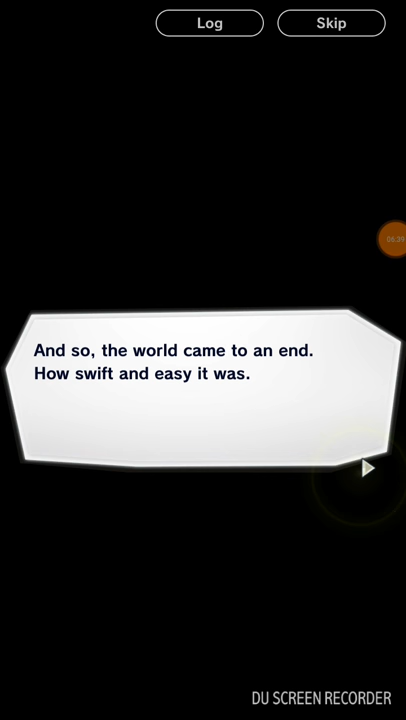 Log
Skip
06:39
And so, the world came to an end.
How swift and easy it was.
DU SCREEN RECORDER